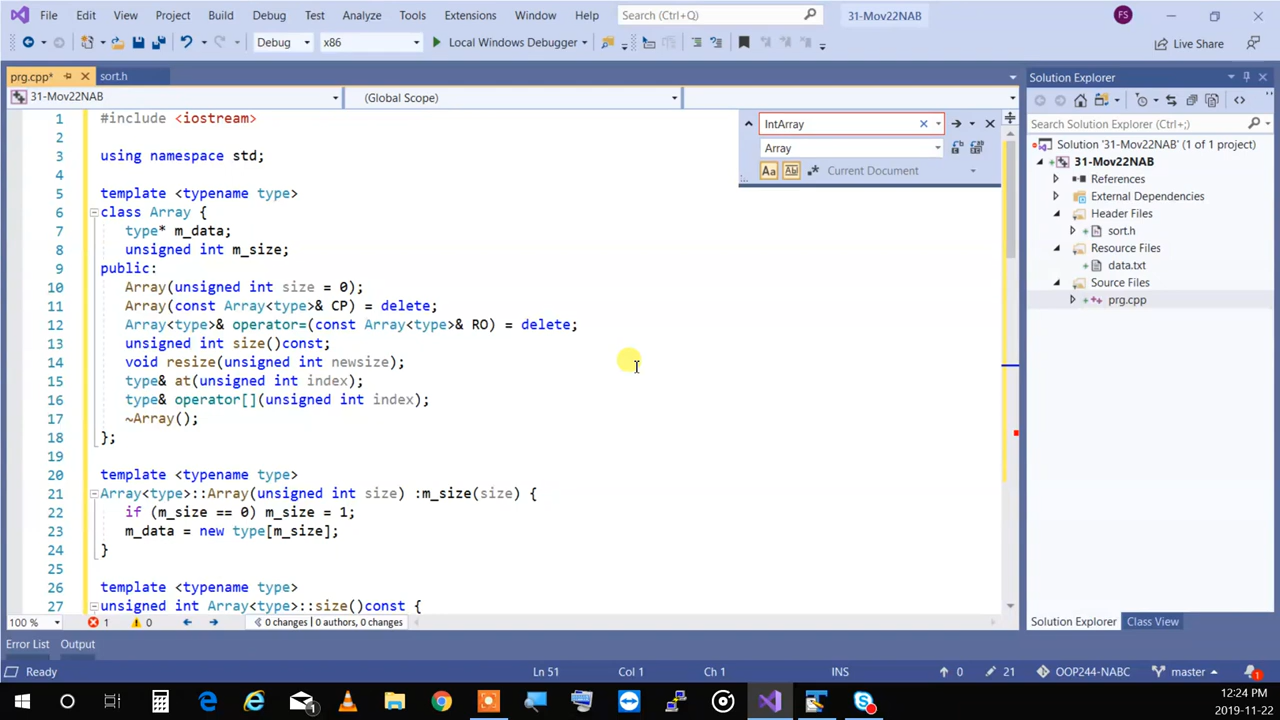 File Edit View Project Build Debug Test Analyze Tools Extensions Window Help Search (Ctrl+Q) 31-Mov22NAB FS
Debug x86 Local Windows Debugger Live Share
prg.cpp* sort.h Solution Explorer
31-Mov22NAB (Global Scope)
IntArray
Array
Aa Ab Current Document
Search Solution Explorer (Ctrl+;)
Solution '31-Mov22NAB' (1 of 1 project)
31-Mov22NAB
References
External Dependencies
Header Files
sort.h
Resource Files
data.txt
Source Files
prg.cpp
1 #include <iostream>
2
3 using namespace std;
4
5 template <typename type>
6 class Array {
7 type* m_data;
8 unsigned int m_size;
9 public:
10 Array(unsigned int size = 0);
11 Array(const Array<type>& CP) = delete;
12 Array<type>& operator=(const Array<type>& RO) = delete;
13 unsigned int size()const;
14 void resize(unsigned int newsize);
15 type& at(unsigned int index);
16 type& operator[](unsigned int index);
17 ~Array();
18 };
19
20 template <typename type>
21 Array<type>::Array(unsigned int size) :m_size(size) {
22 if (m_size == 0) m_size = 1;
23 m_data = new type[m_size];
24 }
25
26 template <typename type>
27 unsigned int Array<type>::size()const {
100 % 1 0 0 changes | 0 authors, 0 changes
Solution Explorer Class View
Error List Output
Ready Ln 51 Col 1 Ch 1 INS 0 21 OOP244-NABC master 1
1
12:24 PM
2019-11-22